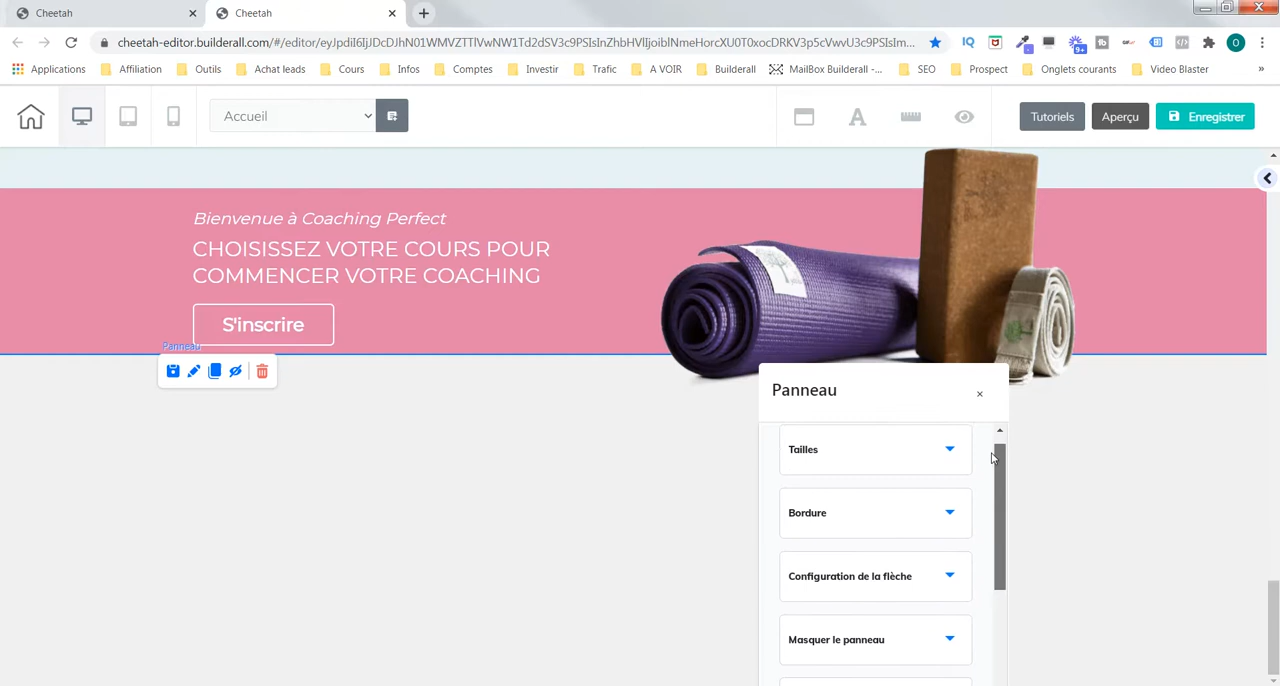 Cheetah
Cheetah
cheetah-editor.builderall.com/#/editor/eyJpdiI6IjJDcDJhN01WMVZTTlVwNW1Td2dSV3c9PSIsInZhbHVlIjoiblNmeHorcXU0T0xocDRKV3p5cVwvU3c9PSIsIm...
Applications Affiliation Outils Achat leads Cours Infos Comptes Investir Trafic A VOIR Builderall MailBox Builderall -... SEO Prospect Onglets courants Video Blaster »
Accueil
Tutoriels Aperçu Enregistrer
Bienvenue à Coaching Perfect
CHOISISSEZ VOTRE COURS POUR
COMMENCER VOTRE COACHING
S'inscrire
Panneau
Panneau
Tailles
Bordure
Configuration de la flèche
Masquer le panneau